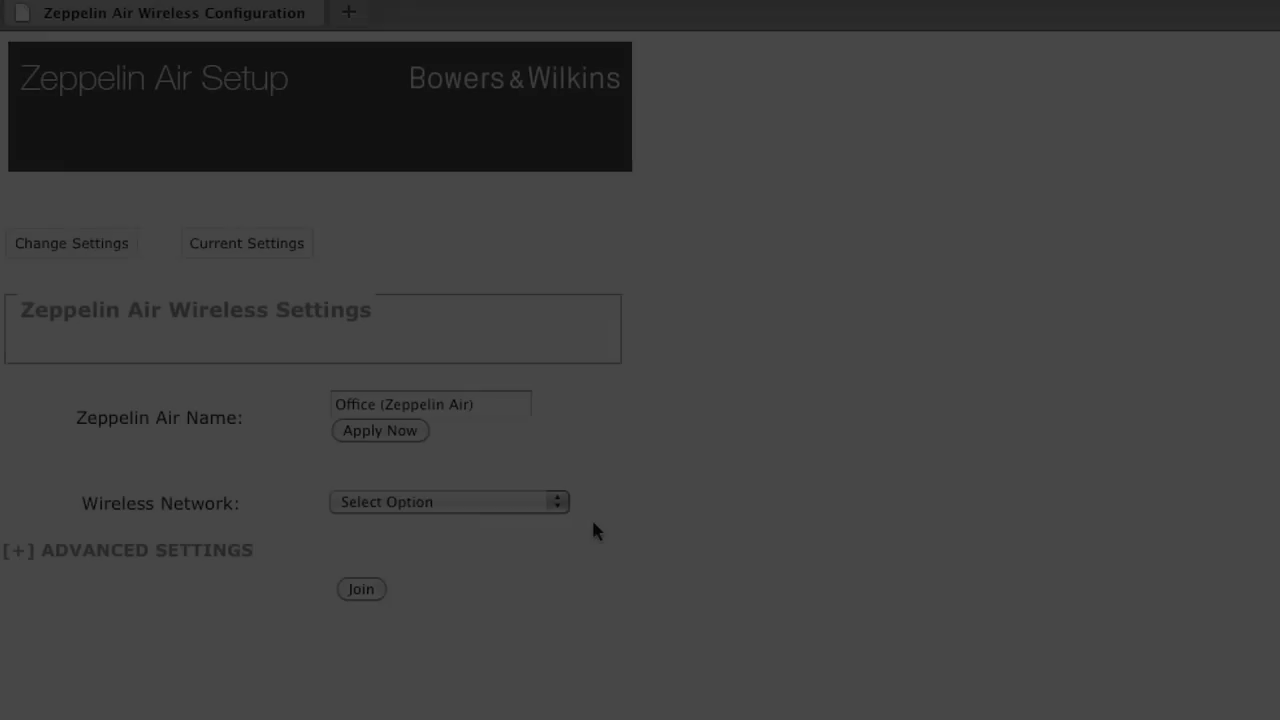 Zeppelin Air Wireless Configuration +
Zeppelin Air Setup Bowers & Wilkins
Change Settings Current Settings
Zeppelin Air Wireless Settings
Zeppelin Air Name: Office (Zeppelin Air)
Apply Now
Wireless Network: Select Option
[+] ADVANCED SETTINGS
Join